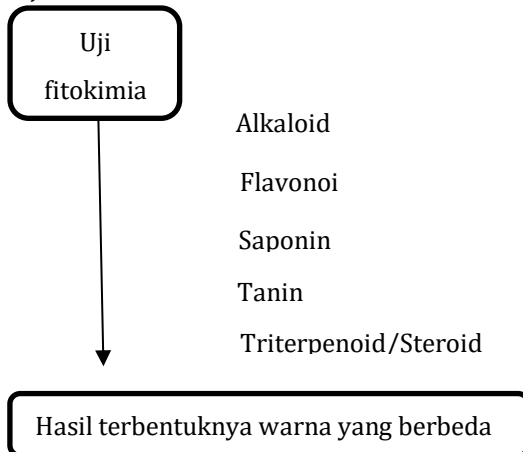 Uji
fitokimia
Alkaloid
Flavonoi
Saponin
Tanin
Triterpenoid/Steroid
Hasil terbentuknya warna yang berbeda